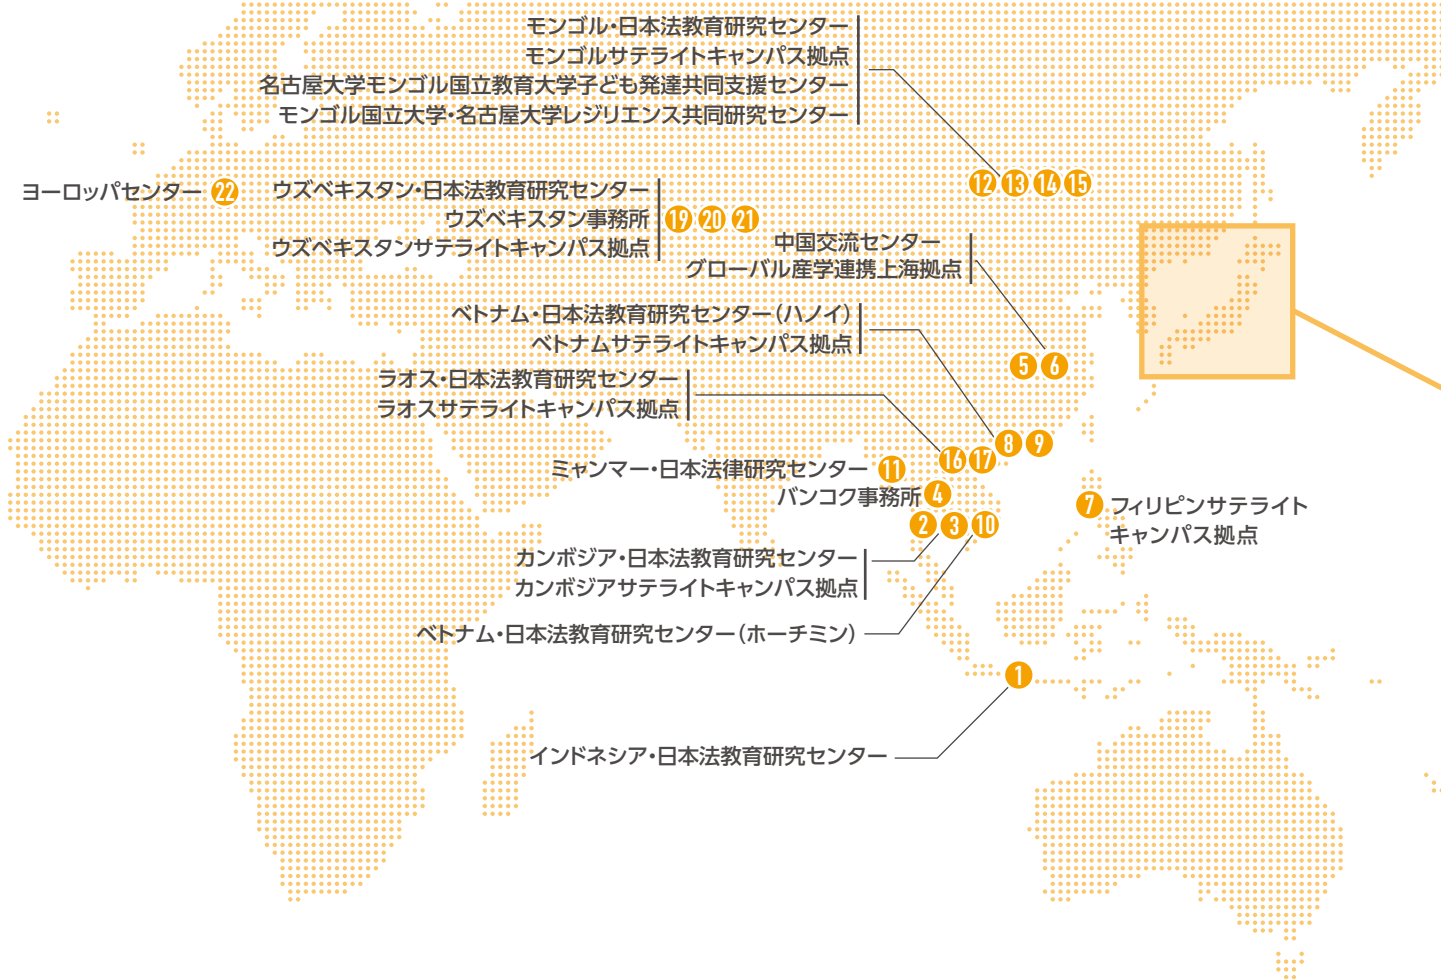 モンゴル・日本法教育研究センター
モンゴルサテライトキャンパス拠点
名古屋大学モンゴル国立教育大学子ども発達共同支援センター
モンゴル国立大学・名古屋大学レジリエンス共同研究センター
12 13 14 15
ヨーロッパセンター 22
ウズベキスタン・日本法教育研究センター
ウズベキスタン事務所
ウズベキスタンサテライトキャンパス拠点
19 20 21
中国交流センター
グローバル産学連携上海拠点
5 6
ベトナム・日本法教育研究センター(ハノイ)
ベトナムサテライトキャンパス拠点
8 9
ラオス・日本法教育研究センター
ラオスサテライトキャンパス拠点
16 17
ミャンマー・日本法律研究センター 11
バンコク事務所 4
7 フィリピンサテライト
キャンパス拠点
2 3 10
カンボジア・日本法教育研究センター
カンボジアサテライトキャンパス拠点
ベトナム・日本法教育研究センター(ホーチミン)
1
インドネシア・日本法教育研究センター